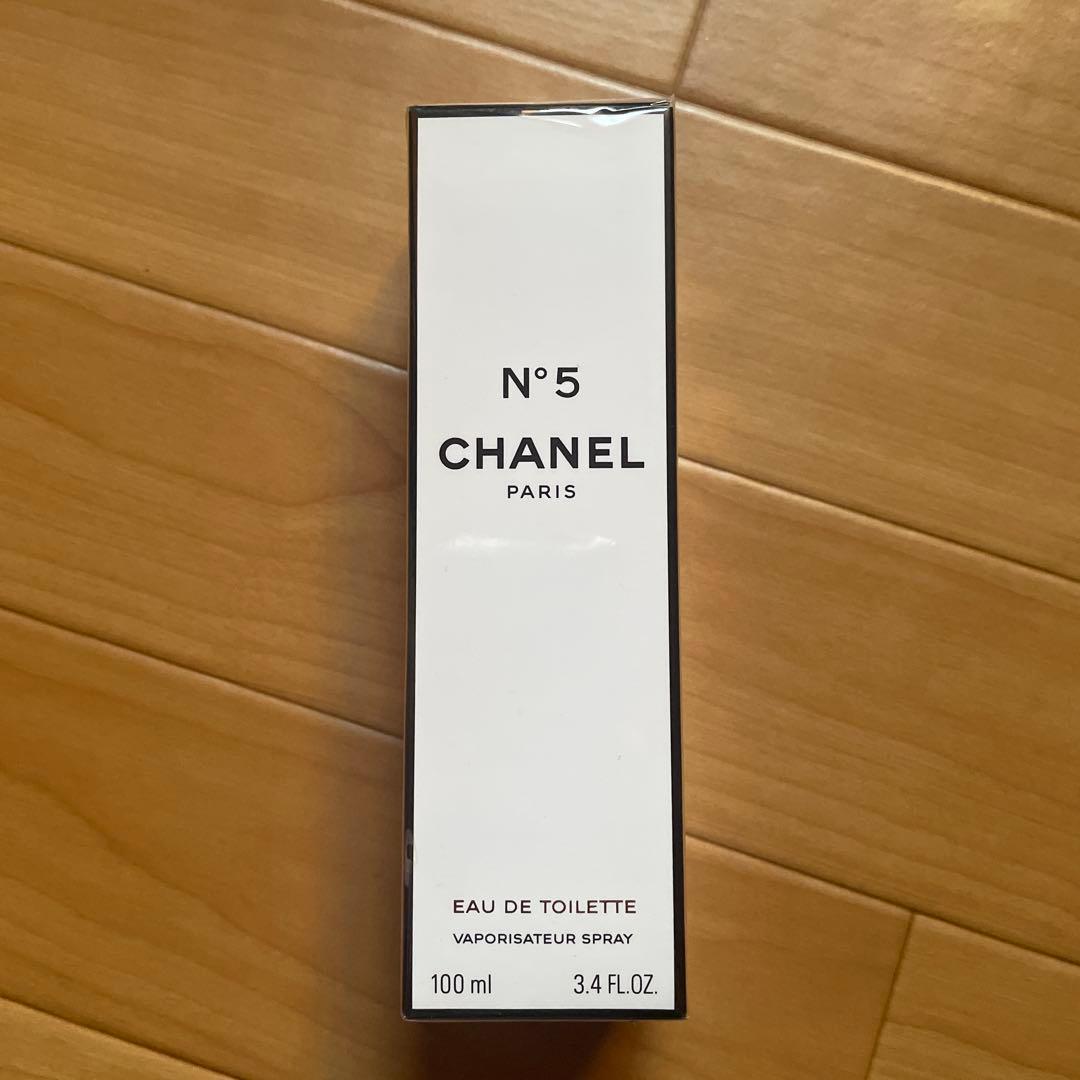 N°5
CHANEL
PARIS
EAU DE TOILETTE
VAPORISATEUR SPRAY
100 ml 3.4 FL.OZ.